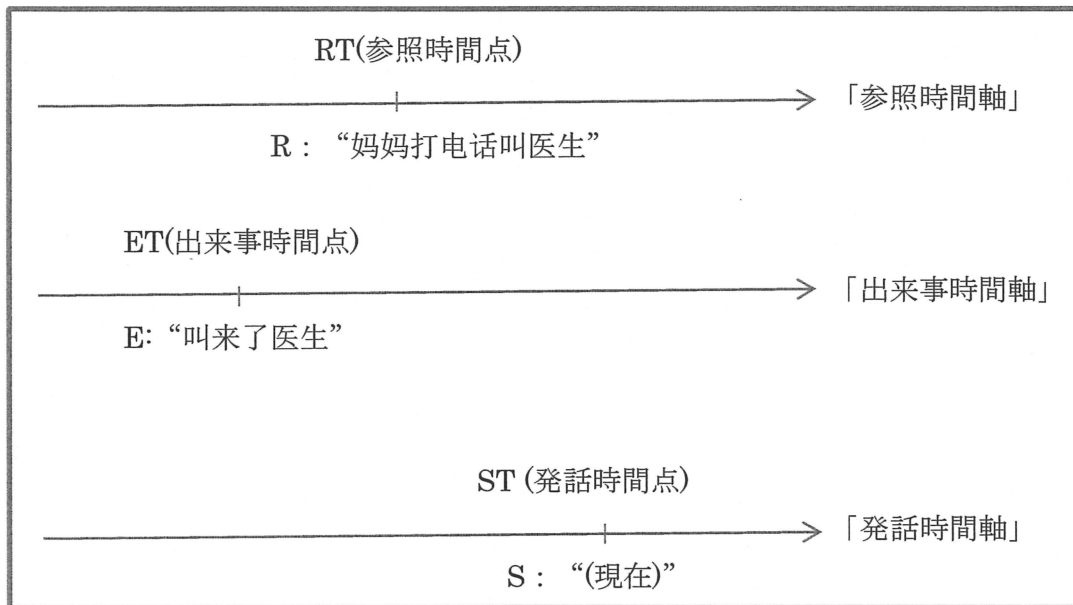 RT(参照時間点)
「参照時間軸」
R： “妈妈打电话叫医生”
ET(出来事時間点)
「出来事時間軸」
E: “叫来了医生”
ST (発話時間点)
「発話時間軸」
S： “(現在)”